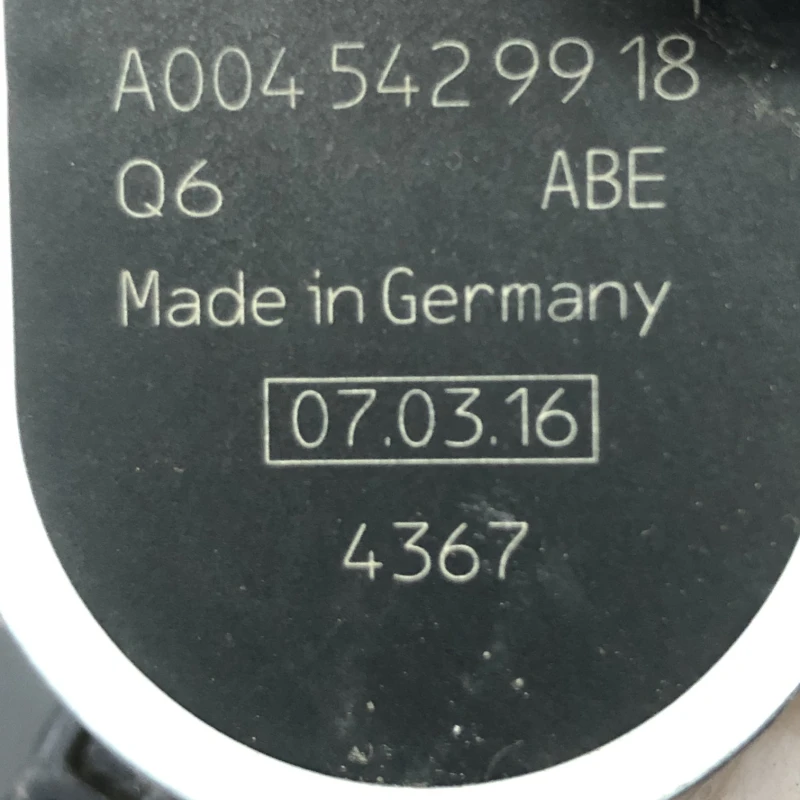 A004 542 99 18
Q6 ABE
Made in Germany
07.03.16
4367